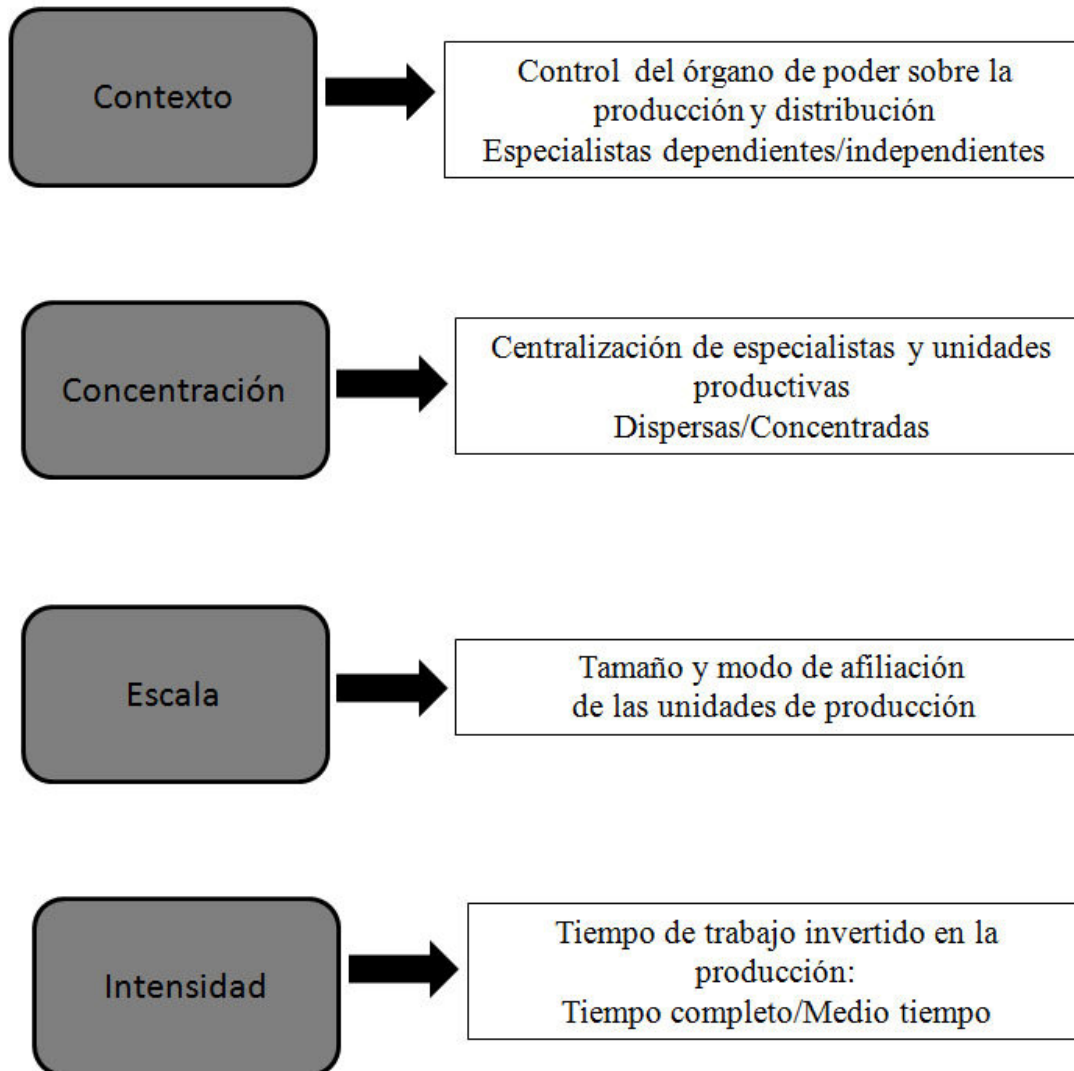 Contexto
Control del órgano de poder sobre la
producción y distribución
Especialistas dependientes/independientes
Concentración
Centralización de especialistas y unidades
productivas
Dispersas/Concentradas
Escala
Tamaño y modo de afiliación
de las unidades de producción
Intensidad
Tiempo de trabajo invertido en la
producción:
Tiempo completo/Medio tiempo